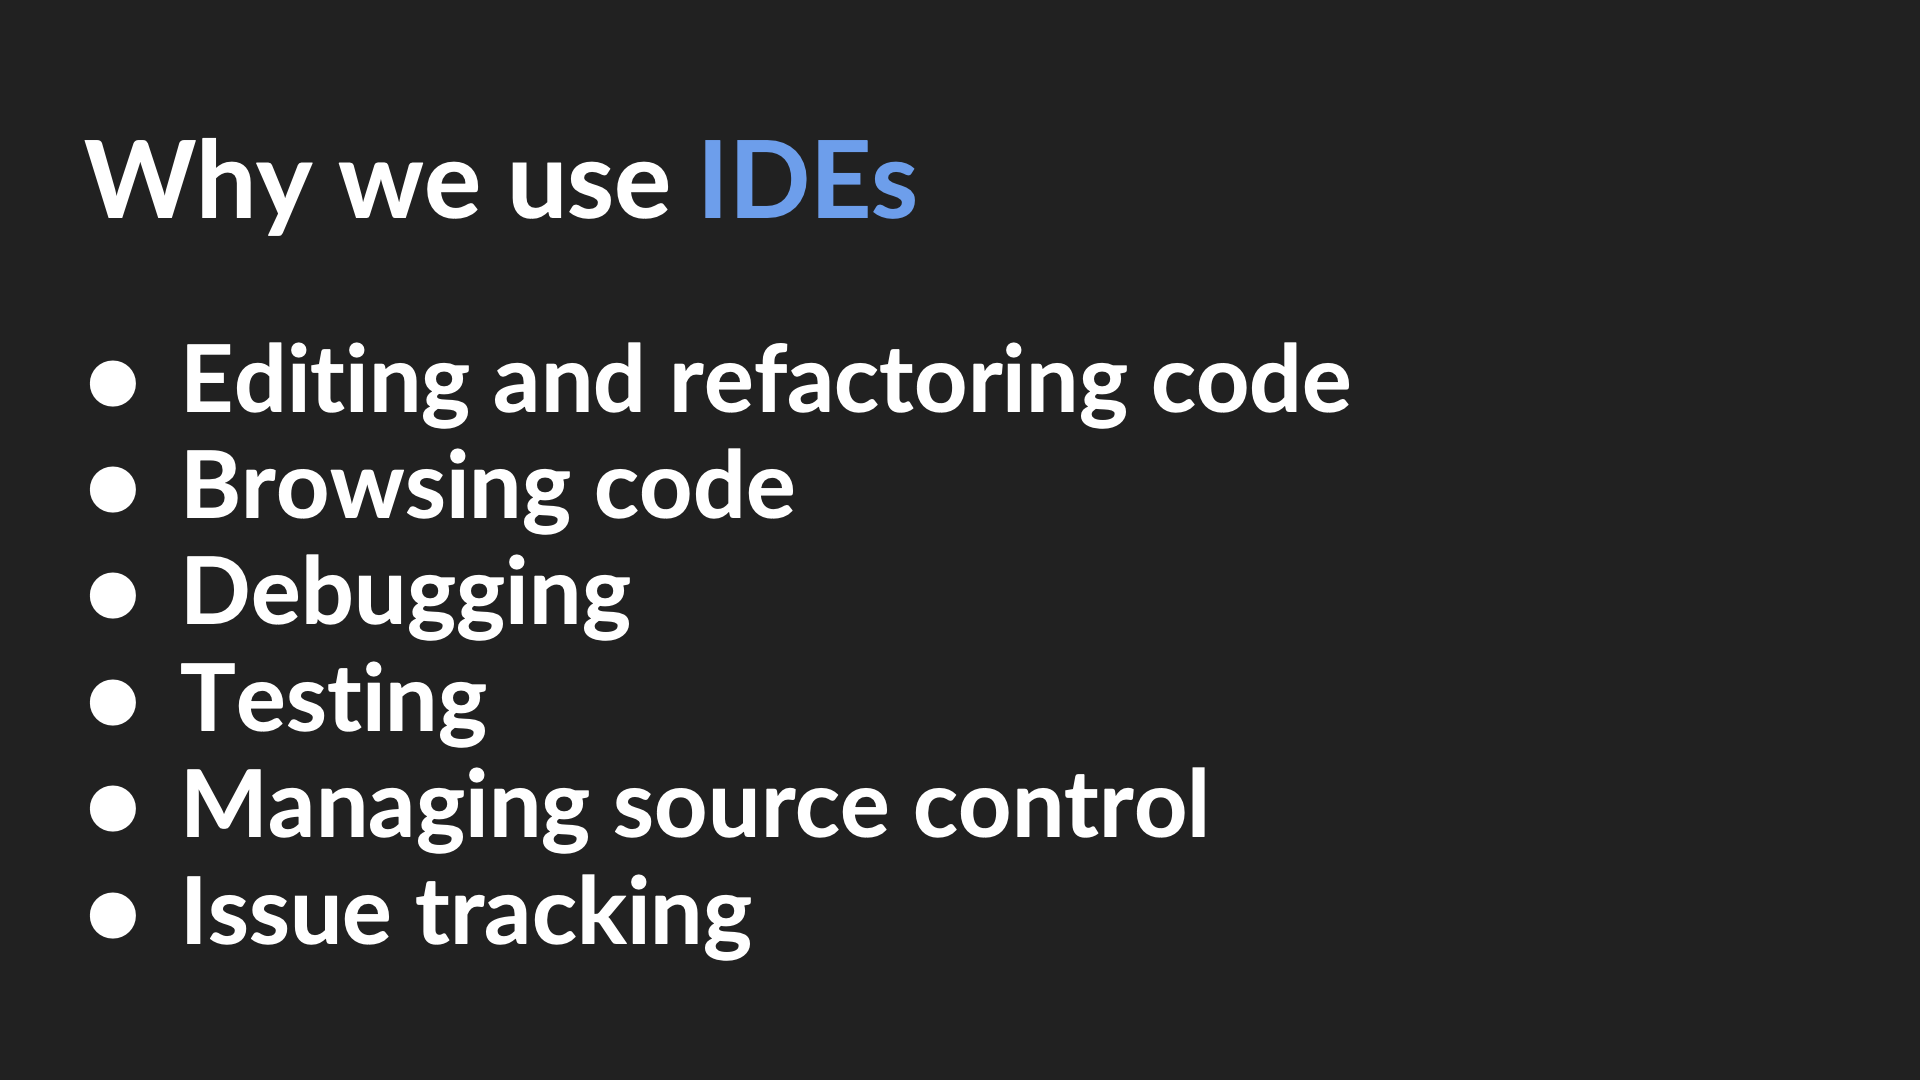 Why we use IDEs
● Editing and refactoring code
● Browsing code
● Debugging
● Testing
● Managing source control
● Issue tracking